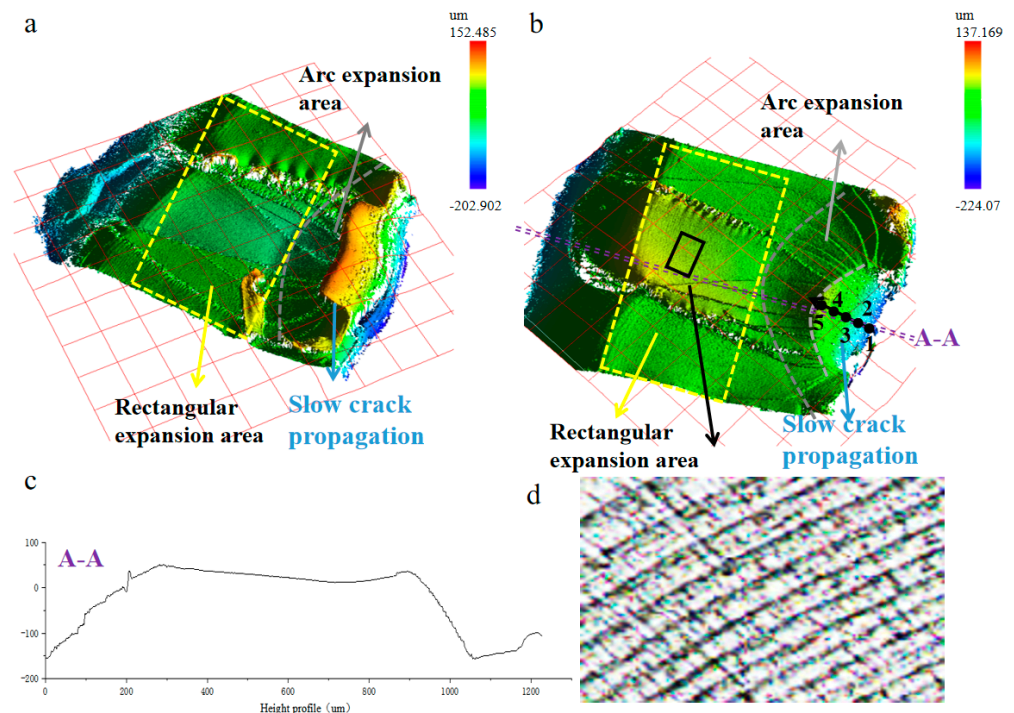 a
um
152.485
Arc expansion
area
-202.902
Rectangular
expansion area
Slow crack
propagation
b
um
137.169
Arc expansion
area
-224.07
4
2
5
3
1
A-A
Rectangular
expansion area
Slow crack
propagation
c
A-A
100
0
-100
-200
0
200
400
600
800
1000
1200
Height profile（um）
d